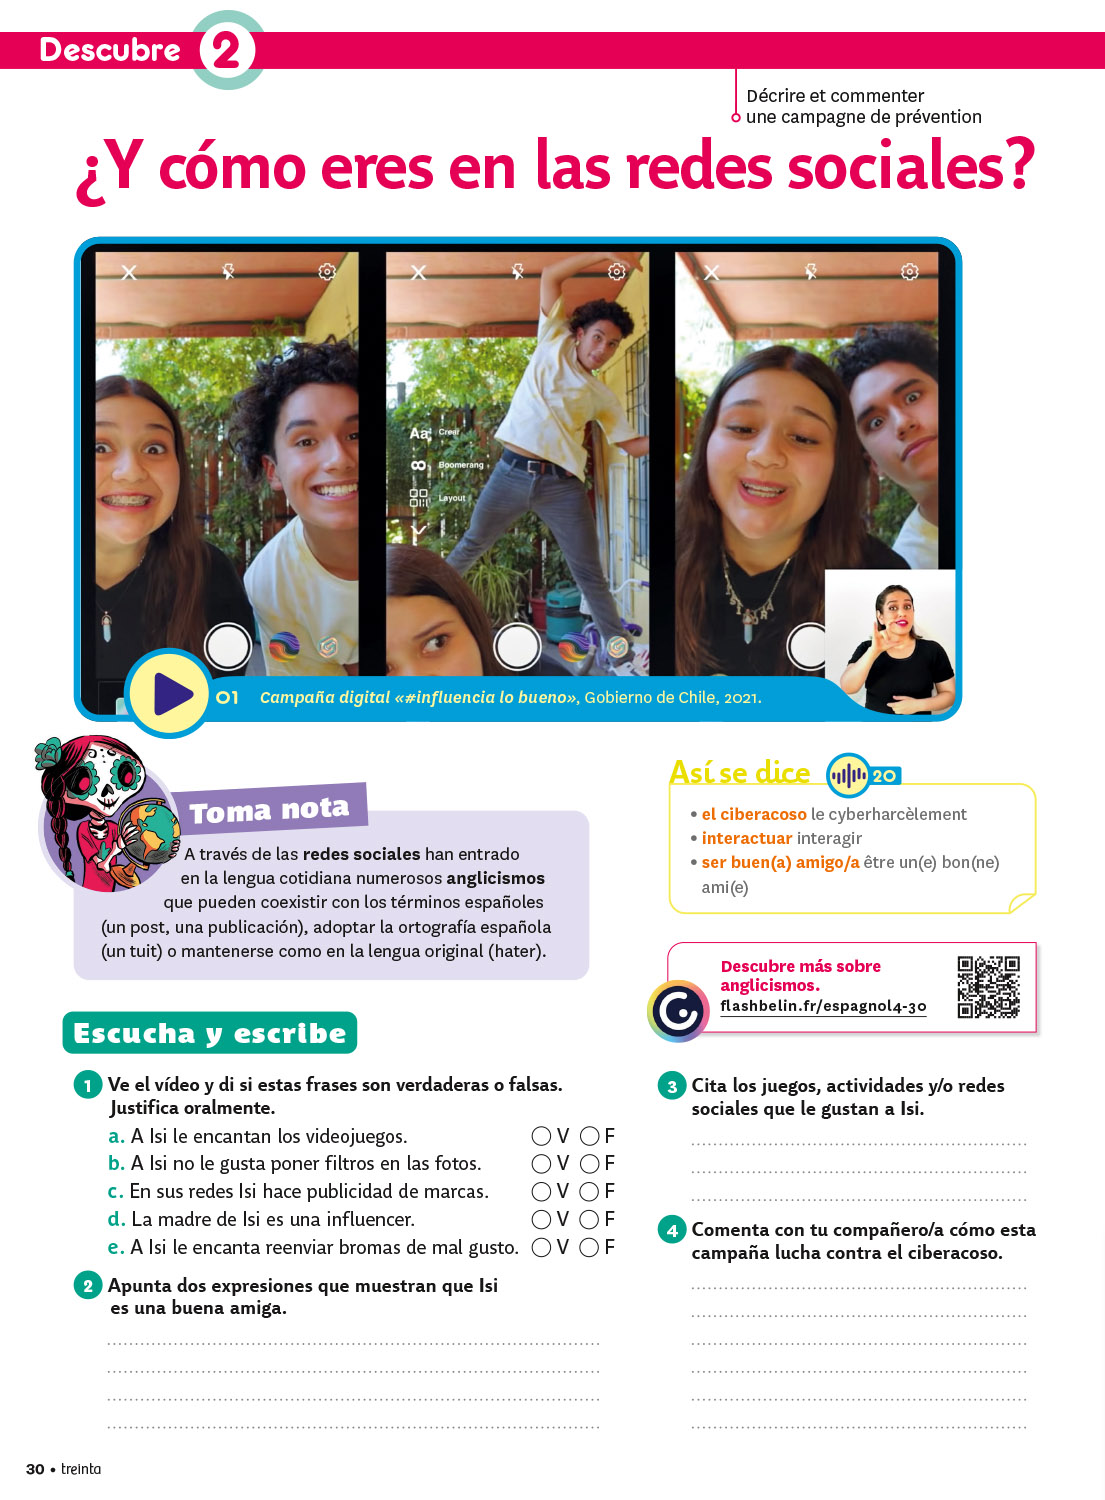 Descubre 2
Décrire et commenter
une campagne de prévention
¿Y cómo eres en las redes sociales?
Aa Crear
Boomerang
Layout
01 Campaña digital «#influencia lo bueno», Gobierno de Chile, 2021.
Toma nota
A través de las redes sociales han entrado
en la lengua cotidiana numerosos anglicismos
que pueden coexistir con los términos españoles
(un post, una publicación), adoptar la ortografía española
(un tuit) o mantenerse como en la lengua original (hater).
Así se dice 20
• el ciberacoso le cyberharcèlement
• interactuar interagir
• ser buen(a) amigo/a être un(e) bon(ne)
ami(e)
Descubre más sobre
anglicismos.
flashbelin.fr/espagnol4-30
Escucha y escribe
1 Ve el vídeo y di si estas frases son verdaderas o falsas.
Justifica oralmente.
a. A Isi le encantan los videojuegos. V F
b. A Isi no le gusta poner filtros en las fotos. V F
c. En sus redes Isi hace publicidad de marcas. V F
d. La madre de Isi es una influencer. V F
e. A Isi le encanta reenviar bromas de mal gusto. V F
2 Apunta dos expresiones que muestran que Isi
es una buena amiga.
3 Cita los juegos, actividades y/o redes
sociales que le gustan a Isi.
4 Comenta con tu compañero/a cómo esta
campaña lucha contra el ciberacoso.
30 • treinta